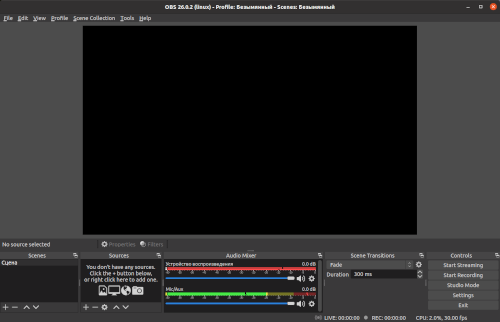 OBS 26.0.2 (linux) - Profile: Безымянный - Scenes: Безымянный
File Edit View Profile Scene Collection Tools Help
No source selected
Properties Filters
Scenes
Сцена
Sources
You don't have any sources.
Click the + button below,
or right click here to add one.
Audio Mixer
Устройство воспроизведения 0.0 dB
Mic/Aux 0.0 dB
Scene Transitions
Fade
Duration 300 ms
Controls
Start Streaming
Start Recording
Studio Mode
Settings
Exit
LIVE: 00:00:00 REC: 00:00:00 CPU: 2.0%, 30.00 fps